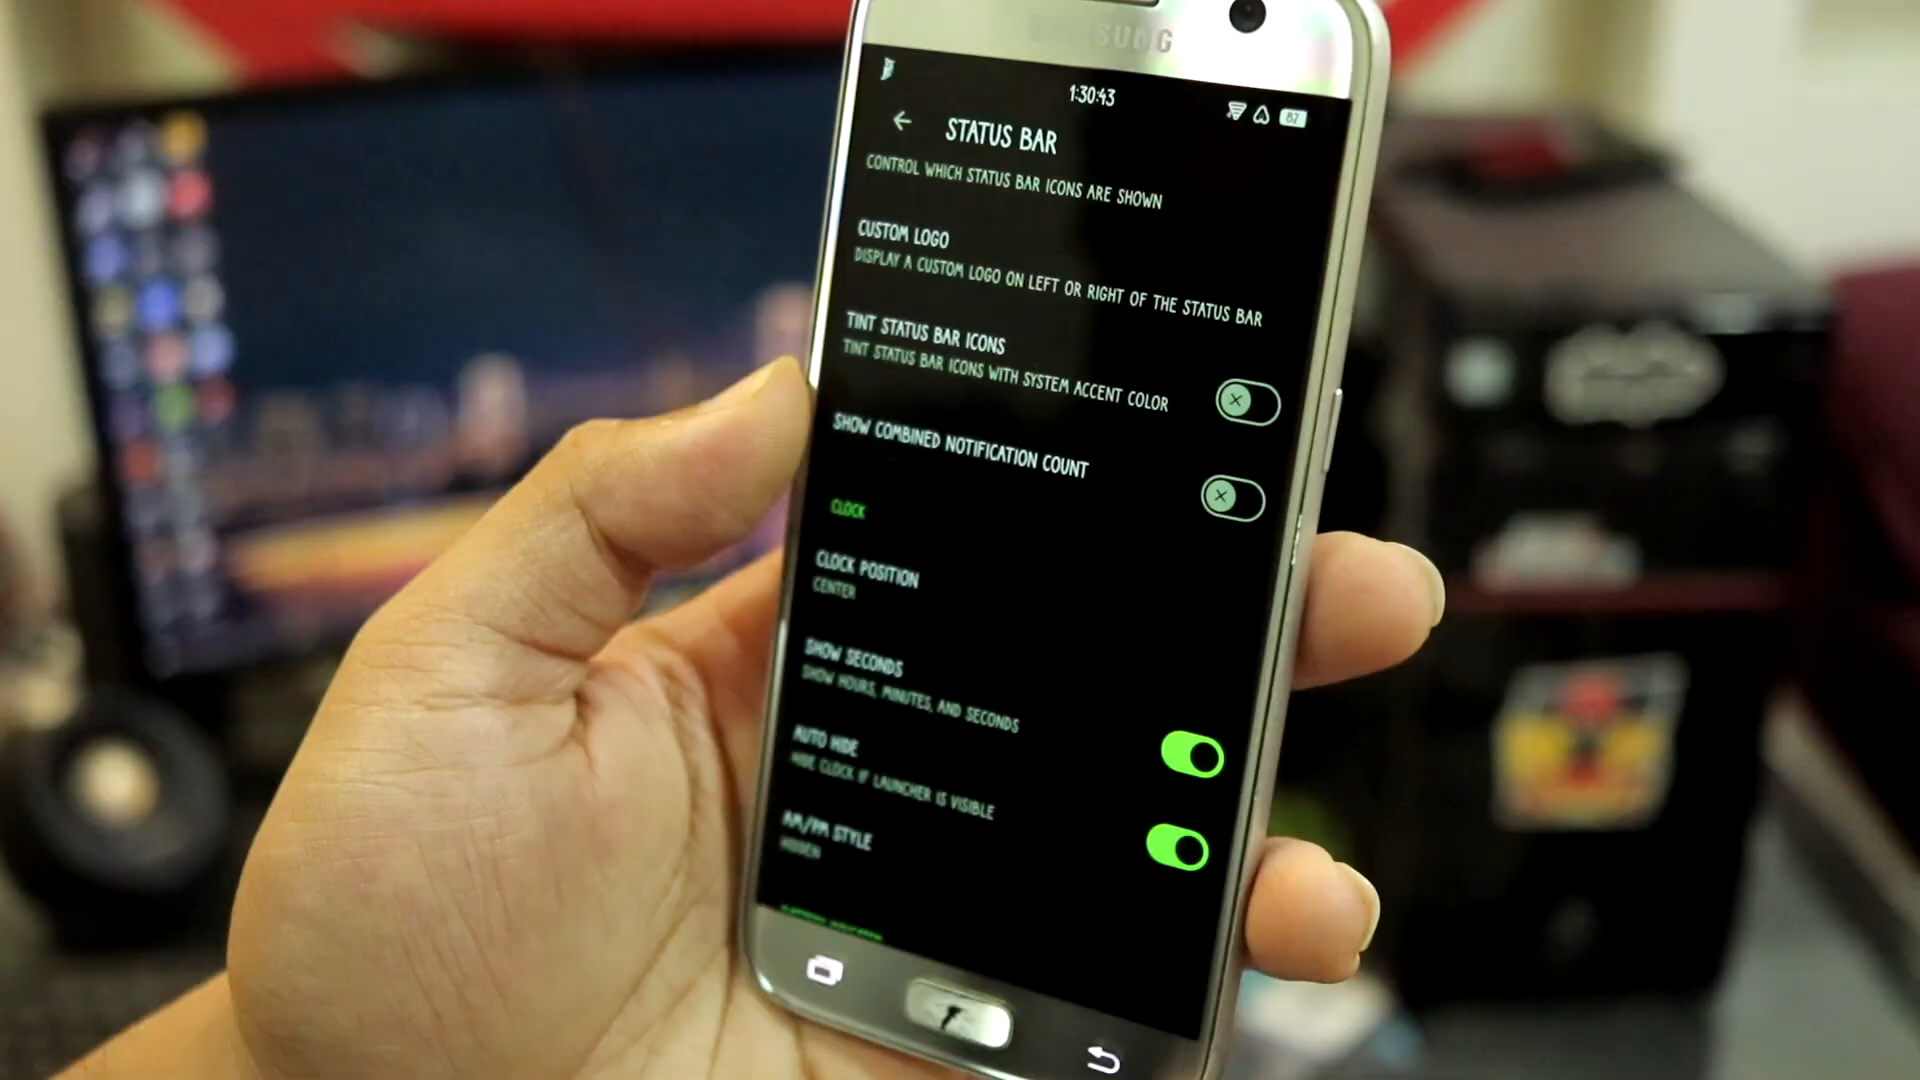 SAMSUNG
1:30:43
82
STATUS BAR
CONTROL WHICH STATUS BAR ICONS ARE SHOWN
CUSTOM LOGO
DISPLAY A CUSTOM LOGO ON LEFT OR RIGHT OF THE STATUS BAR
TINT STATUS BAR ICONS
TINT STATUS BAR ICONS WITH SYSTEM ACCENT COLOR
SHOW COMBINED NOTIFICATION COUNT
CLOCK
CLOCK POSITION
CENTER
SHOW SECONDS
SHOW HOURS, MINUTES, AND SECONDS
AUTO HIDE
HIDE CLOCK IF LAUNCHER IS VISIBLE
AM/PM STYLE
HIDDEN